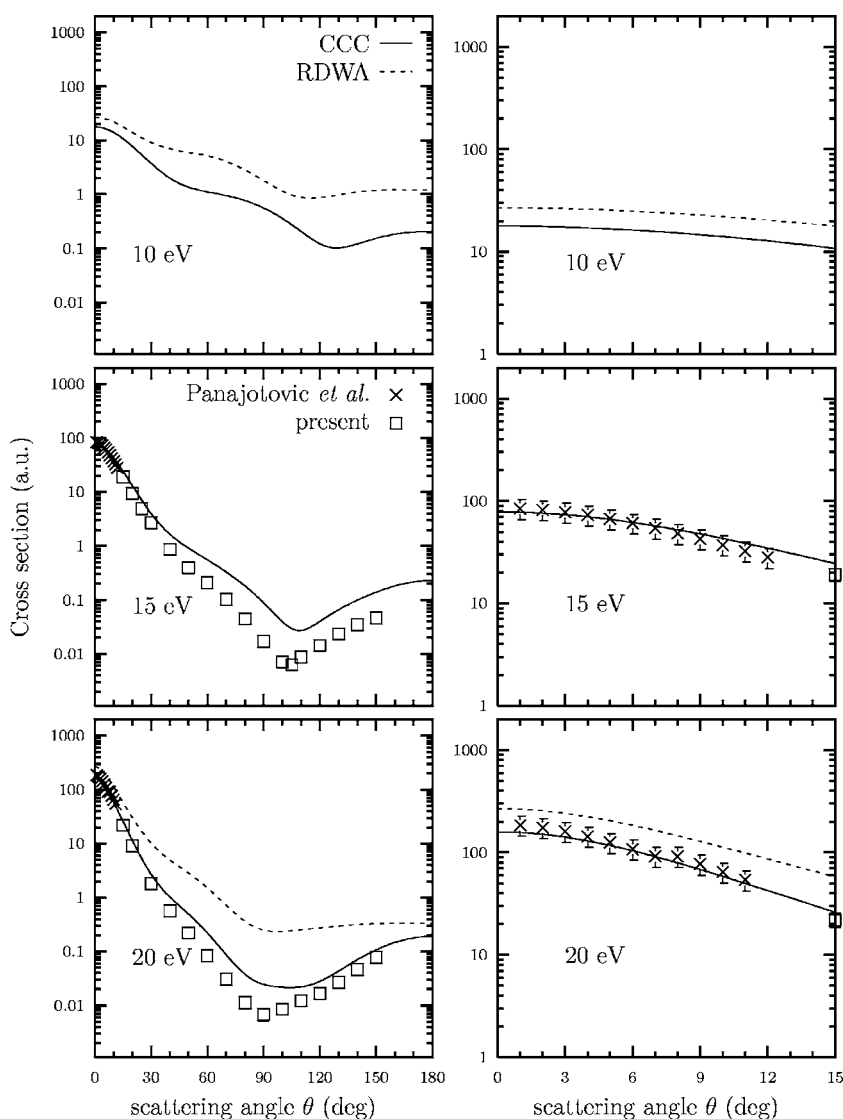 1000
100
10
1
0.1
0.01
CCC
RDWA
10 eV
1000
100
10
1
10 eV
Cross section (a.u.)
1000
100
10
1
0.1
0.01
Panajotovic et al.
present
15 eV
1000
100
10
1
15 eV
1000
100
10
1
0.1
0.01
20 eV
0 30 60 90 120 150 180
scattering angle θ (deg)
1000
100
10
1
20 eV
0 3 6 9 12 15
scattering angle θ (deg)